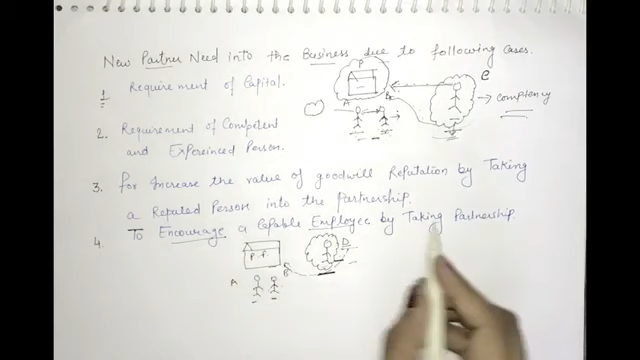 New Partner Need into the Business due to following cases.
1 Requirement of Capital.
P
A
B
C
→ Comptency
2. Requirement of Competent
and Expereinced Person.
3. for Increase the value of goodwill Reputation by Taking
a Reputed Person into the Partnership.
4. To Encourage a Capable Employee by Taking Partnership.
P.F.
A
B
D